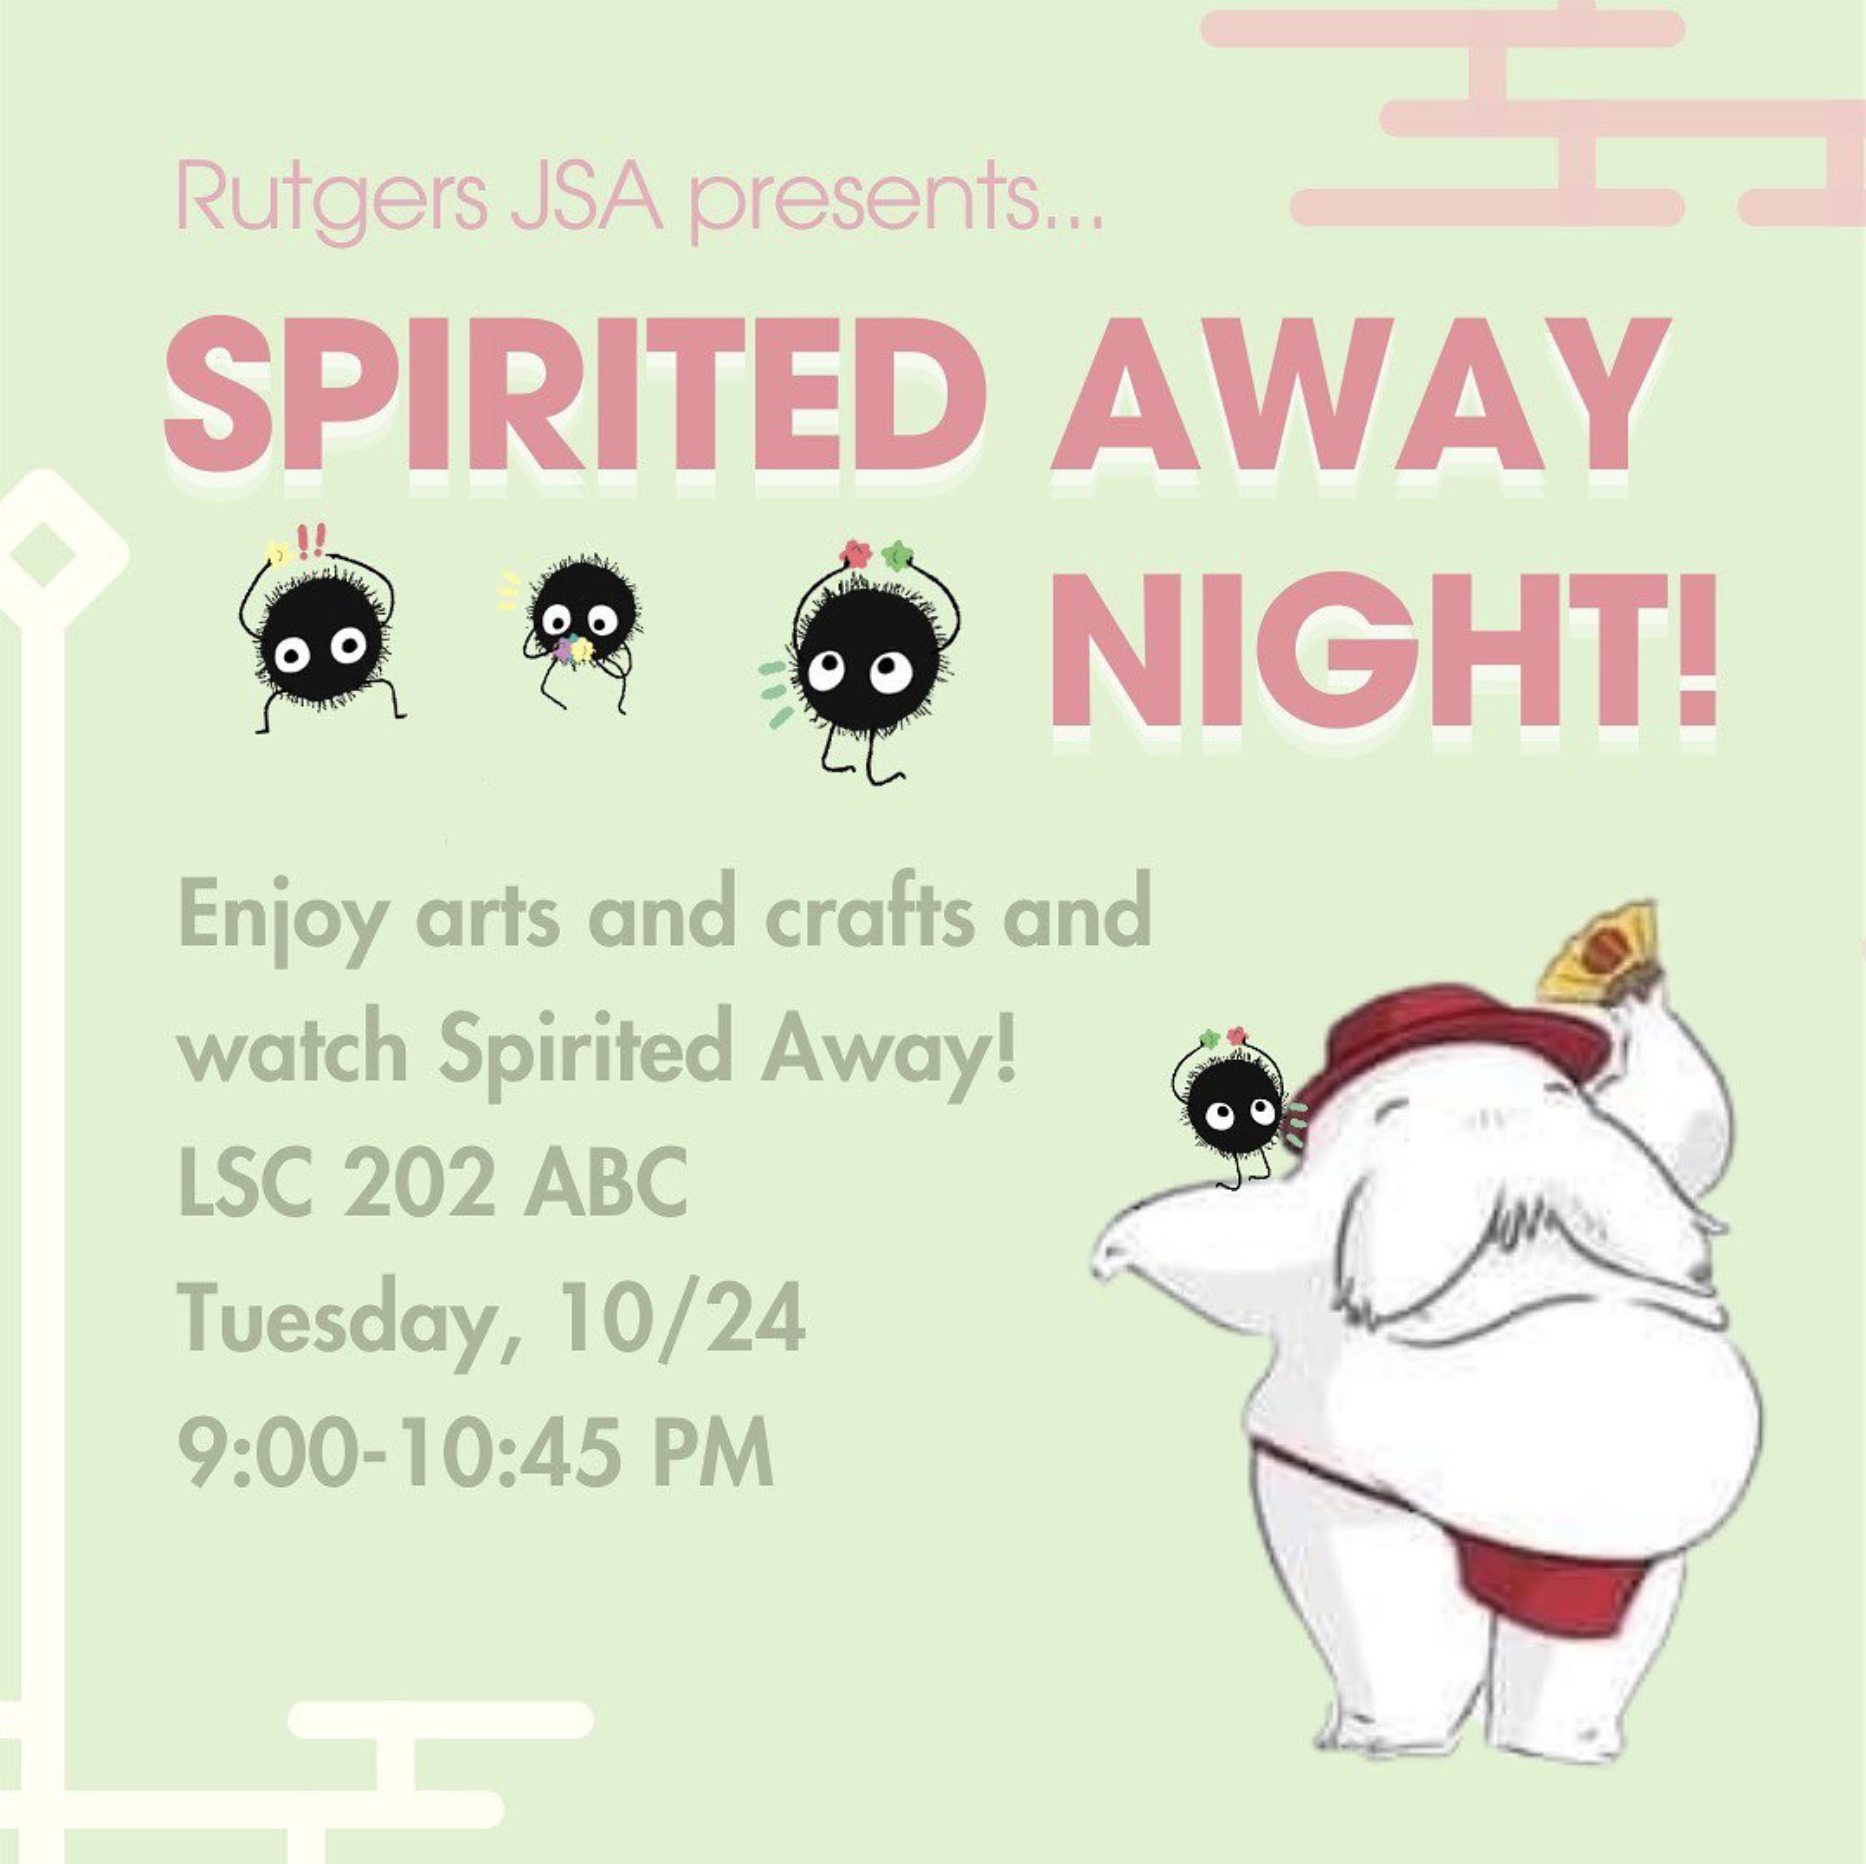 Rutgers JSA presents...
SPIRITED AWAY
NIGHT!
Enjoy arts and crafts and
watch Spirited Away!
LSC 202 ABC
Tuesday, 10/24
9:00-10:45 PM